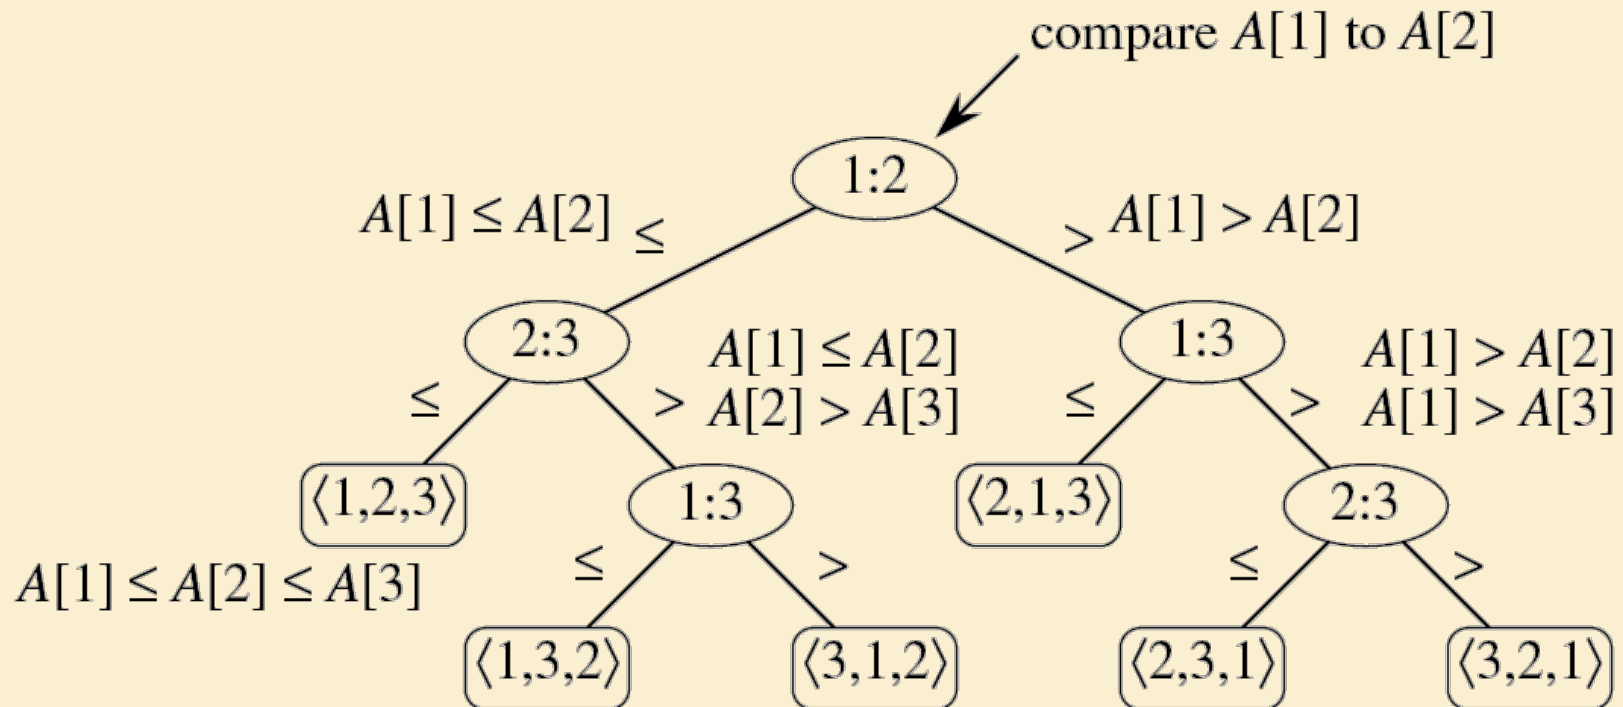 compare A[1] to A[2]
1:2
A[1] ≤ A[2] ≤
> A[1] > A[2]
2:3
A[1] ≤ A[2]
1:3
A[1] > A[2]
≤
> A[2] > A[3]
≤
> A[1] > A[3]
⟨1,2,3⟩
1:3
⟨2,1,3⟩
2:3
A[1] ≤ A[2] ≤ A[3]
≤
>
≤
>
⟨1,3,2⟩
⟨3,1,2⟩
⟨2,3,1⟩
⟨3,2,1⟩